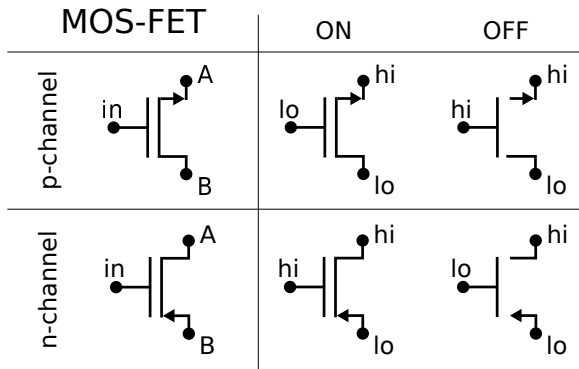 MOS-FET ON OFF
p-channel
in A B
lo hi lo
hi hi lo
n-channel
in A B
hi hi lo
lo hi lo